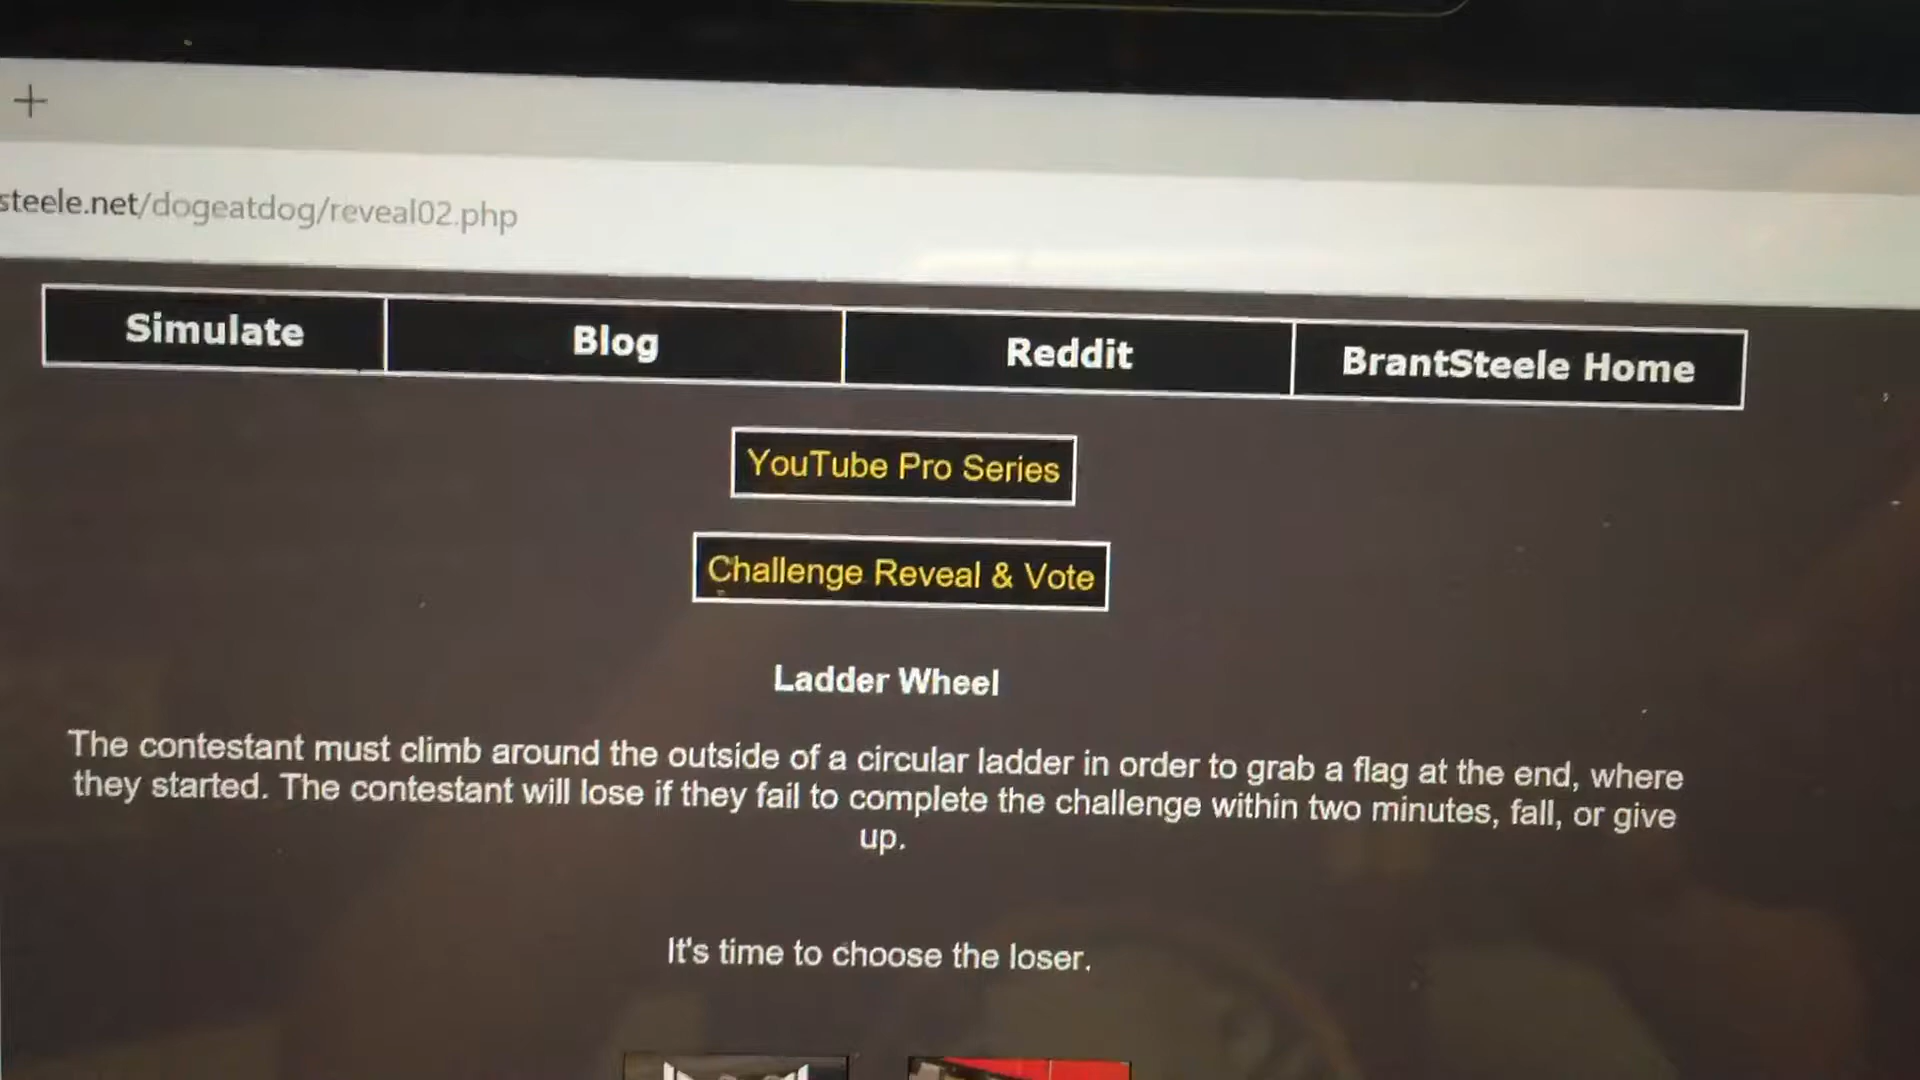 +
steele.net/dogeatdog/reveal02.php
Simulate
Blog
Reddit
BrantSteele Home
YouTube Pro Series
Challenge Reveal & Vote
Ladder Wheel
The contestant must climb around the outside of a circular ladder in order to grab a flag at the end, where
they started. The contestant will lose if they fail to complete the challenge within two minutes, fall, or give
up.
It's time to choose the loser.